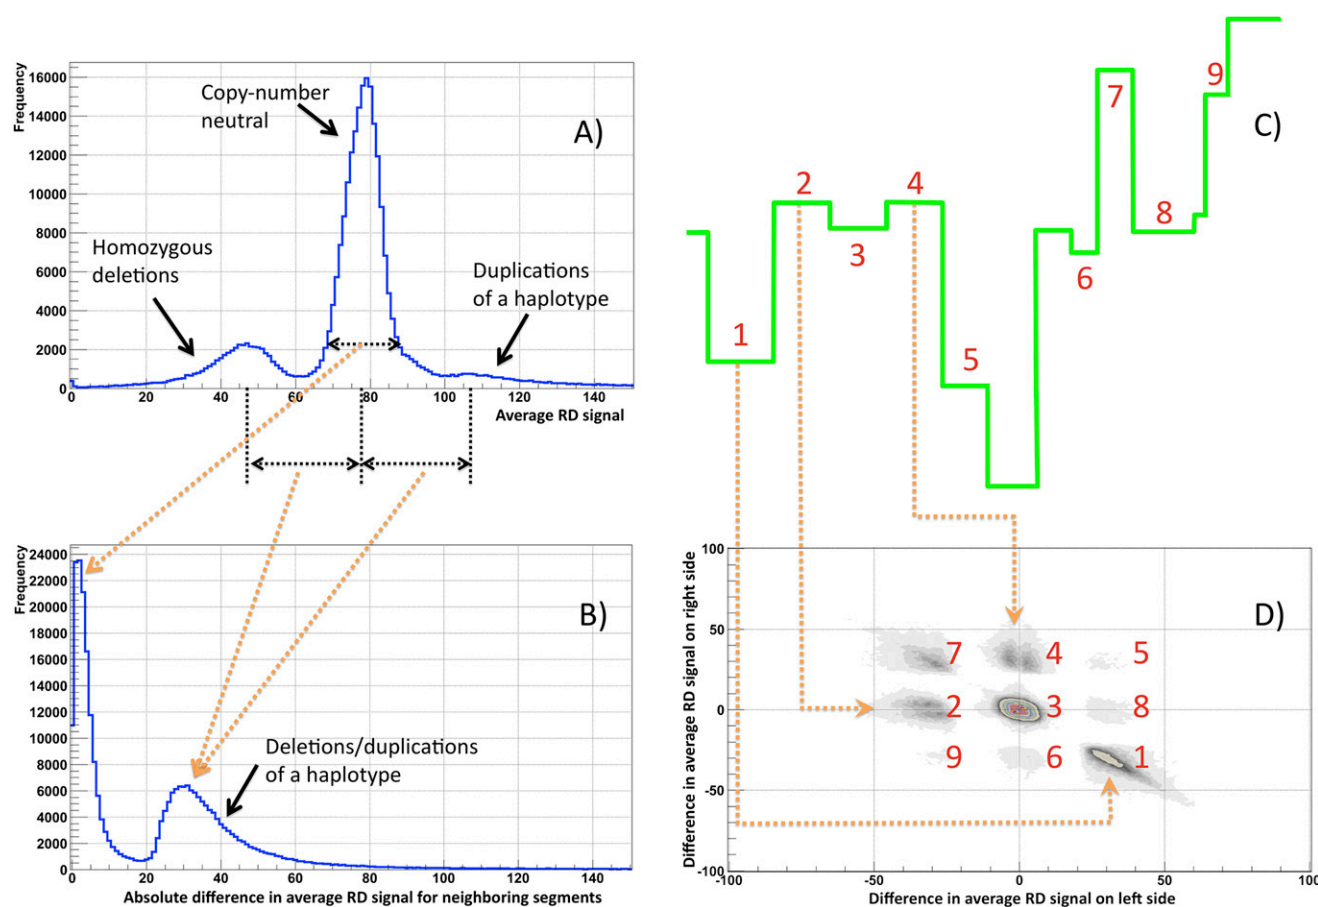 A)
Frequency
16000
14000
12000
10000
8000
6000
4000
2000
0
Copy-number
neutral
Homozygous
deletions
Duplications
of a haplotype
0 20 40 60 80 100 120 140
Average RD signal
B)
Frequency
24000
22000
20000
18000
16000
14000
12000
10000
8000
6000
4000
2000
0
Deletions/duplications
of a haplotype
0 20 40 60 80 100 120 140
Absolute difference in average RD signal for neighboring segments
C)
1
2
3
4
5
6
7
8
9
D)
Difference in average RD signal on right side
100
50
0
-50
-100
7 4 5
2 3 8
9 6 1
-100 -50 0 50 100
Difference in average RD signal on left side